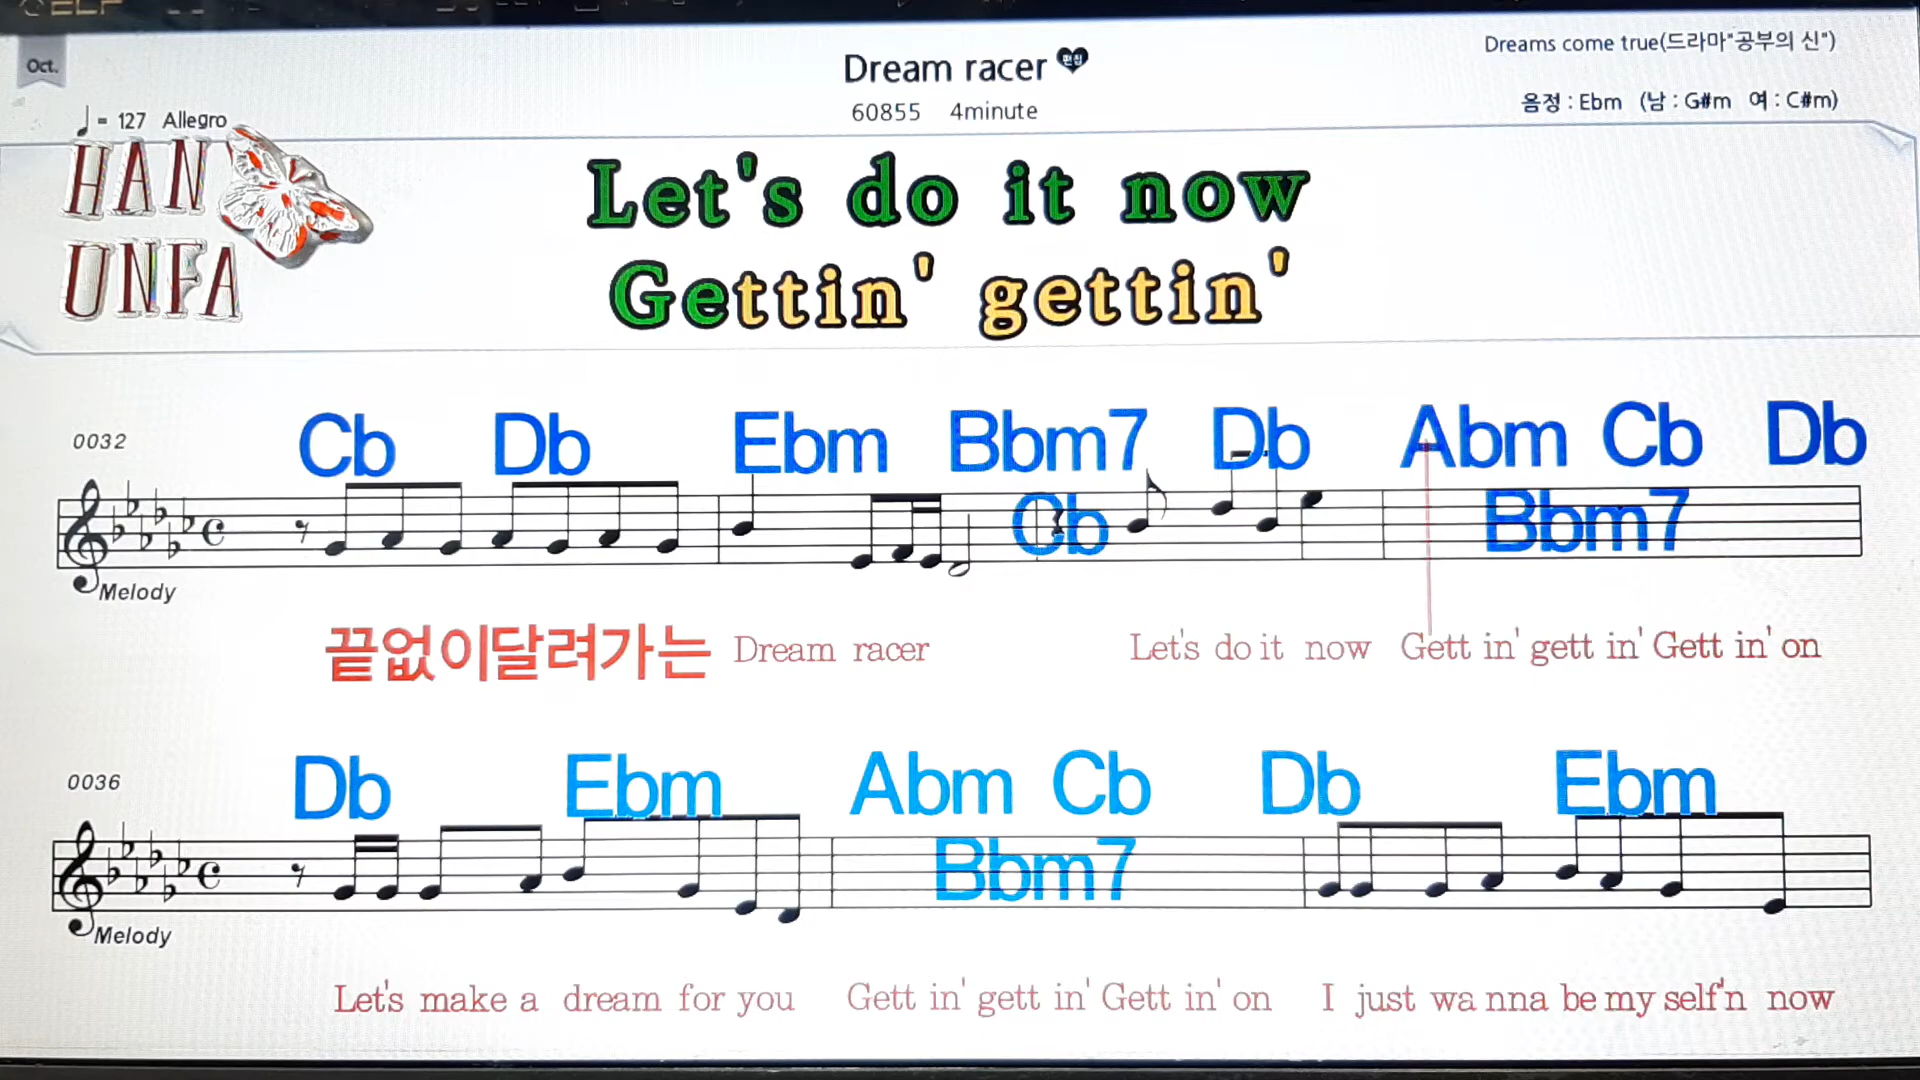 Oct.
Dream racer 편집
Dreams come true(드라마"공부의 신")
60855 4minute
음정 : Ebm (남 : G#m 여 : C#m)
= 127 Allegro
HAN
UNFA
Let's do it now
Gettin' gettin'
0032
Cb Db Ebm Bbm7 Db Abm Cb Db
Cb Bbm7
Melody
끝없이달려가는 Dream racer Let's do it now Gett in' gett in' Gett in' on
0036
Db Ebm Abm Cb Db Ebm
Bbm7
Melody
Let's make a dream for you Gett in' gett in' Gett in' on I just wa nna be my self'n now